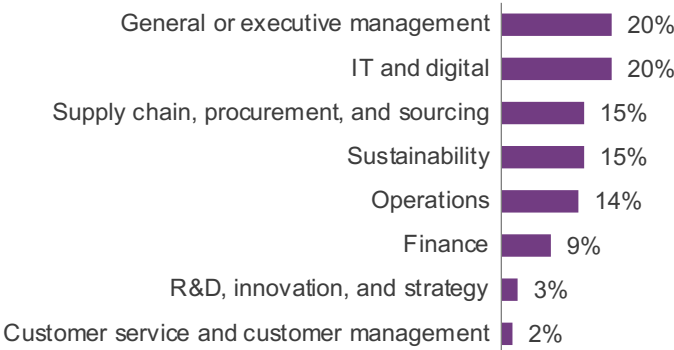 General or executive management 20%
IT and digital 20%
Supply chain, procurement, and sourcing 15%
Sustainability 15%
Operations 14%
Finance 9%
R&D, innovation, and strategy 3%
Customer service and customer management 2%